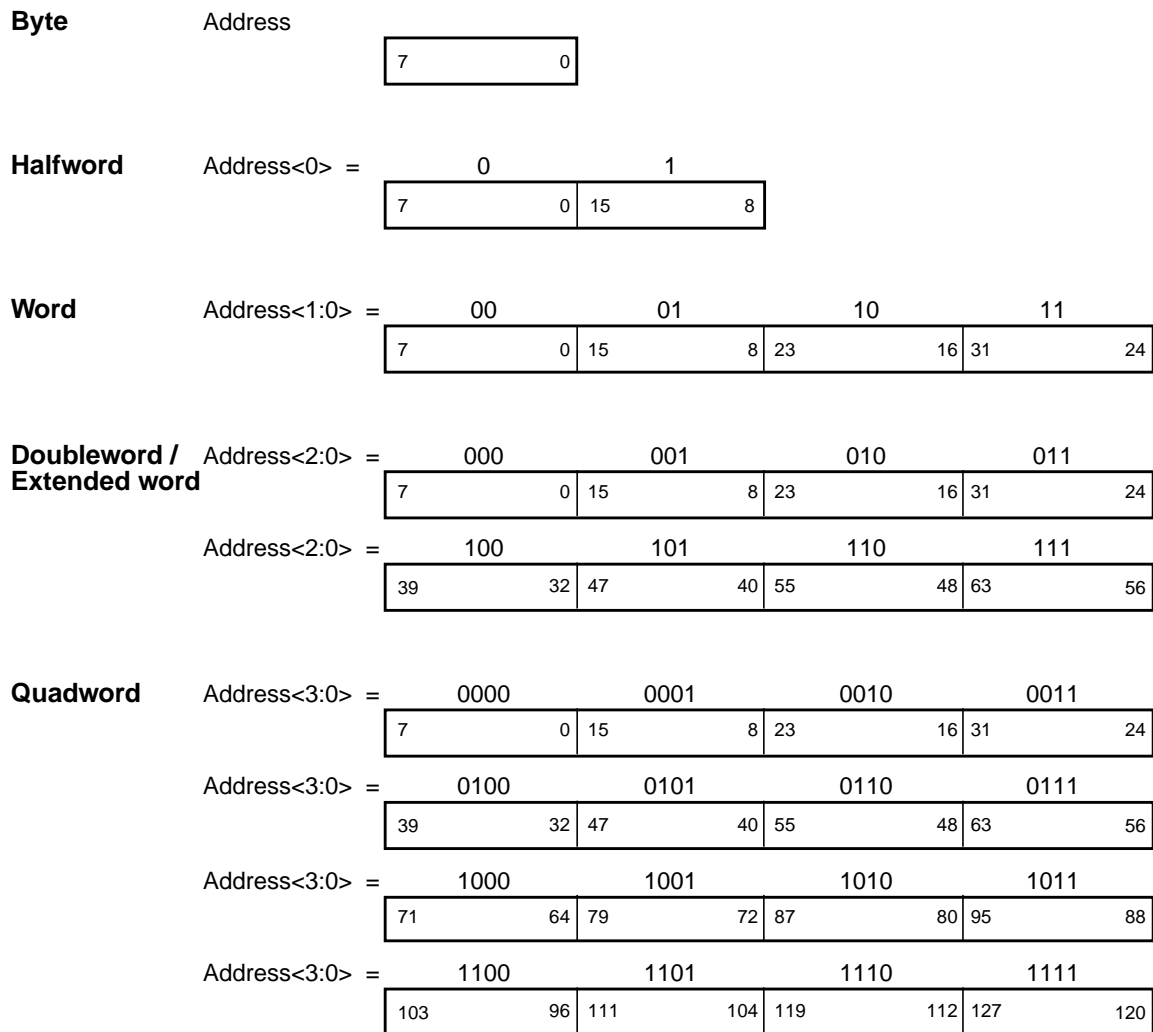 Byte Address
7 0
Halfword Address<0> = 0 1
7 0 15 8
Word Address<1:0> = 00 01 10 11
7 0 15 8 23 16 31 24
Doubleword / Address<2:0> = 000 001 010 011
Extended word
7 0 15 8 23 16 31 24
Address<2:0> = 100 101 110 111
39 32 47 40 55 48 63 56
Quadword Address<3:0> = 0000 0001 0010 0011
7 0 15 8 23 16 31 24
Address<3:0> = 0100 0101 0110 0111
39 32 47 40 55 48 63 56
Address<3:0> = 1000 1001 1010 1011
71 64 79 72 87 80 95 88
Address<3:0> = 1100 1101 1110 1111
103 96 111 104 119 112 127 120